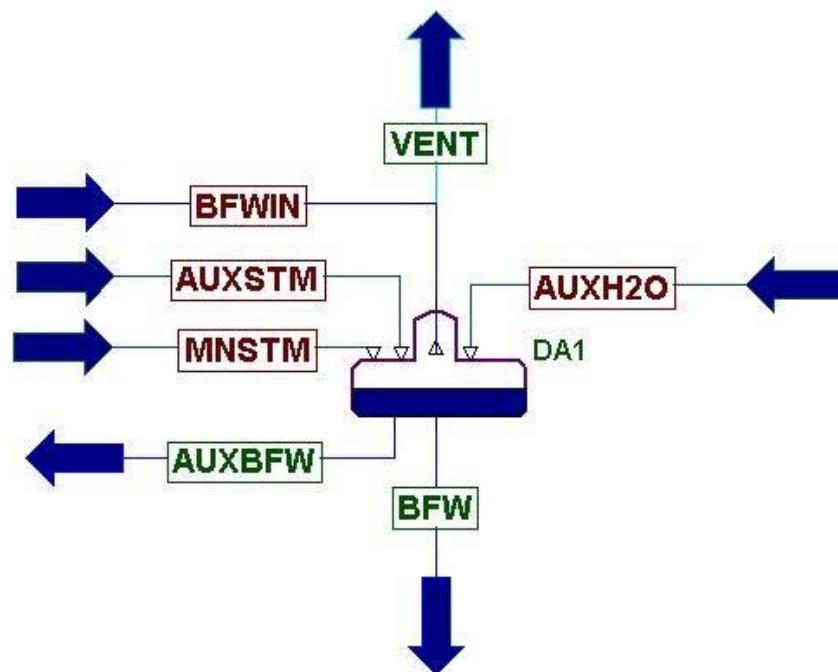 VENT
BFWIN
AUXSTM
AUXH2O
MNSTM
DA1
AUXBFW
BFW